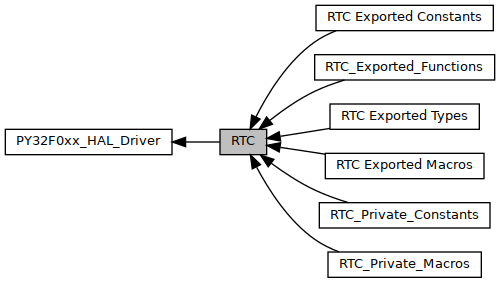 RTC Exported Constants
RTC_Exported_Functions
RTC Exported Types
PY32F0xx_HAL_Driver
RTC
RTC Exported Macros
RTC_Private_Constants
RTC_Private_Macros